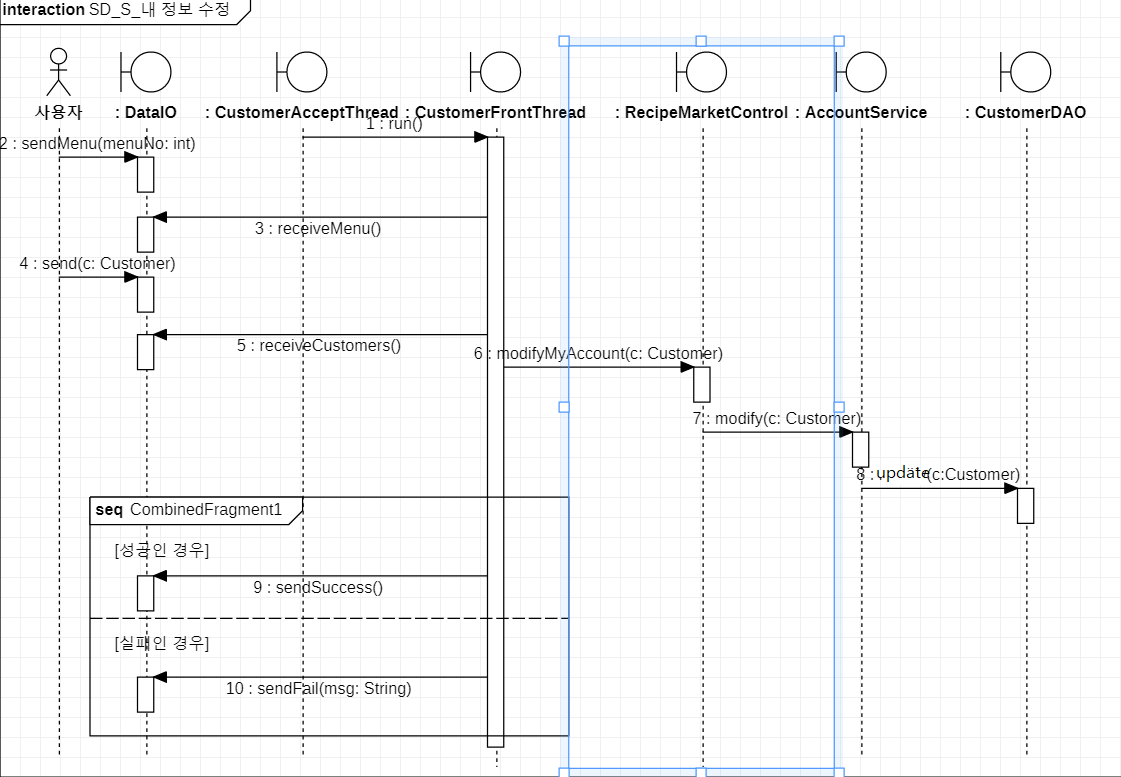 interaction SD_S_내 정보 수정
사용자
: DataIO
: CustomerAcceptThread
: CustomerFrontThread
: RecipeMarketControl
: AccountService
: CustomerDAO
1 : run()
2 : sendMenu(menuNo: int)
3 : receiveMenu()
4 : send(c: Customer)
5 : receiveCustomers()
6 : modifyMyAccount(c: Customer)
7 : modify(c: Customer)
8 : update(c:Customer)
seq CombinedFragment1
[성공인 경우]
9 : sendSuccess()
[실패인 경우]
10 : sendFail(msg: String)